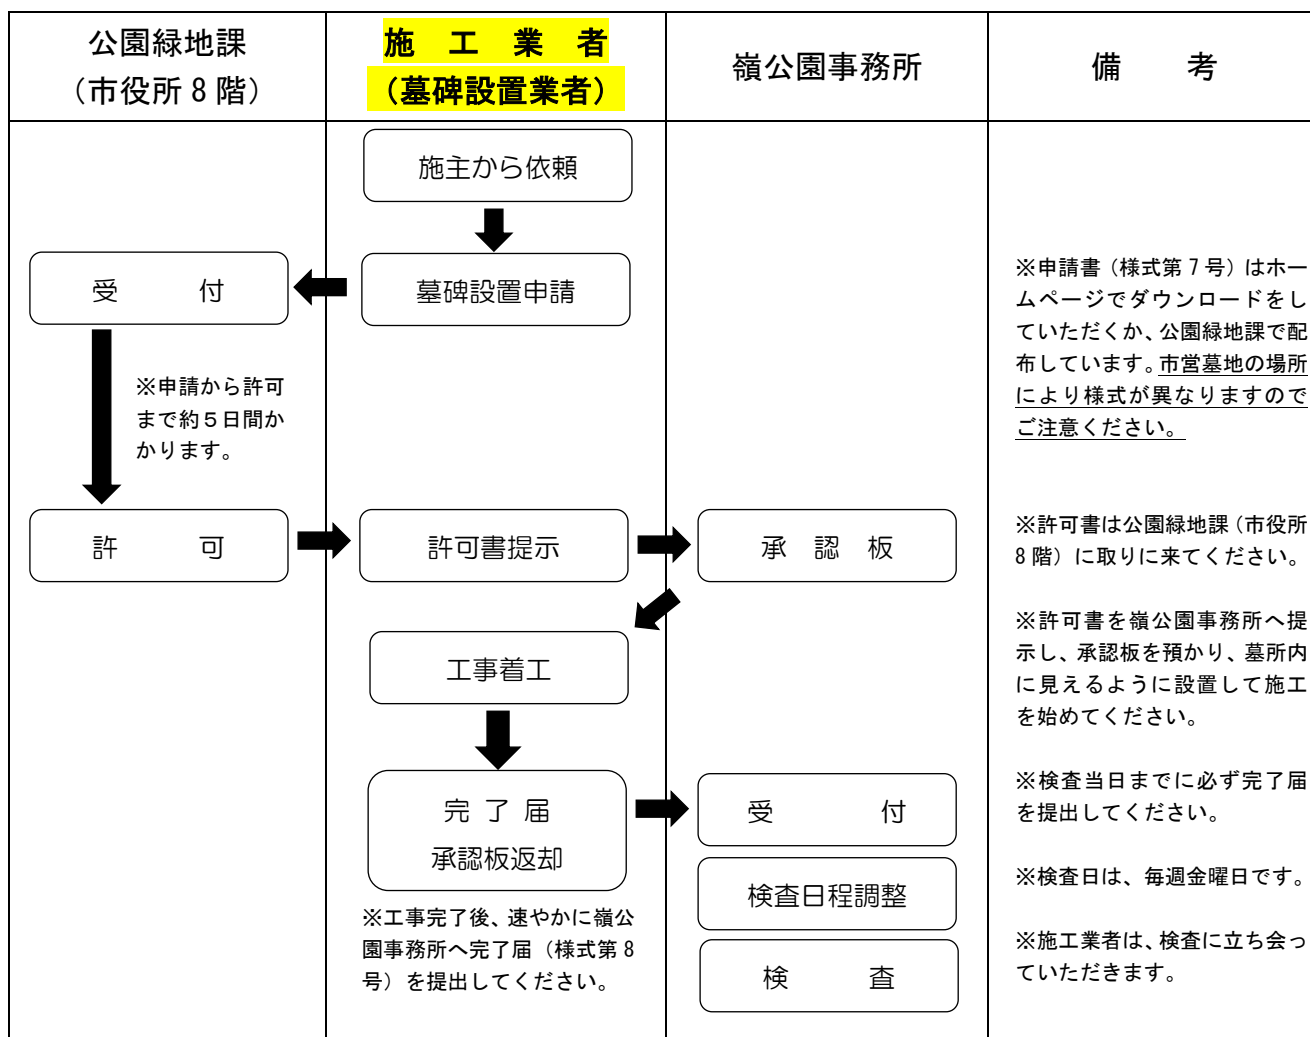 公園緑地課
（市役所８階）
施　工　業　者
（墓碑設置業者）
嶺公園事務所
備　　考
施主から依頼
受　　付
墓碑設置申請
※申請から許可
まで約５日間か
かります。
許　　可
許可書提示
承　認　板
工事着工
完 了 届
承認板返却
※工事完了後、速やかに嶺公
園事務所へ完了届（様式第８
号）を提出してください。
受　　付
検査日程調整
検　　査
※申請書（様式第７号）はホー
ムページでダウンロードをし
ていただくか、公園緑地課で配
布しています。市営墓地の場所
により様式が異なりますので
ご注意ください。
※許可書は公園緑地課（市役所
８階）に取りに来てください。
※許可書を嶺公園事務所へ提
示し、承認板を預かり、墓所内
に見えるように設置して施工
を始めてください。
※検査当日までに必ず完了届
を提出してください。
※検査日は、毎週金曜日です。
※施工業者は、検査に立ち会っ
ていただきます。